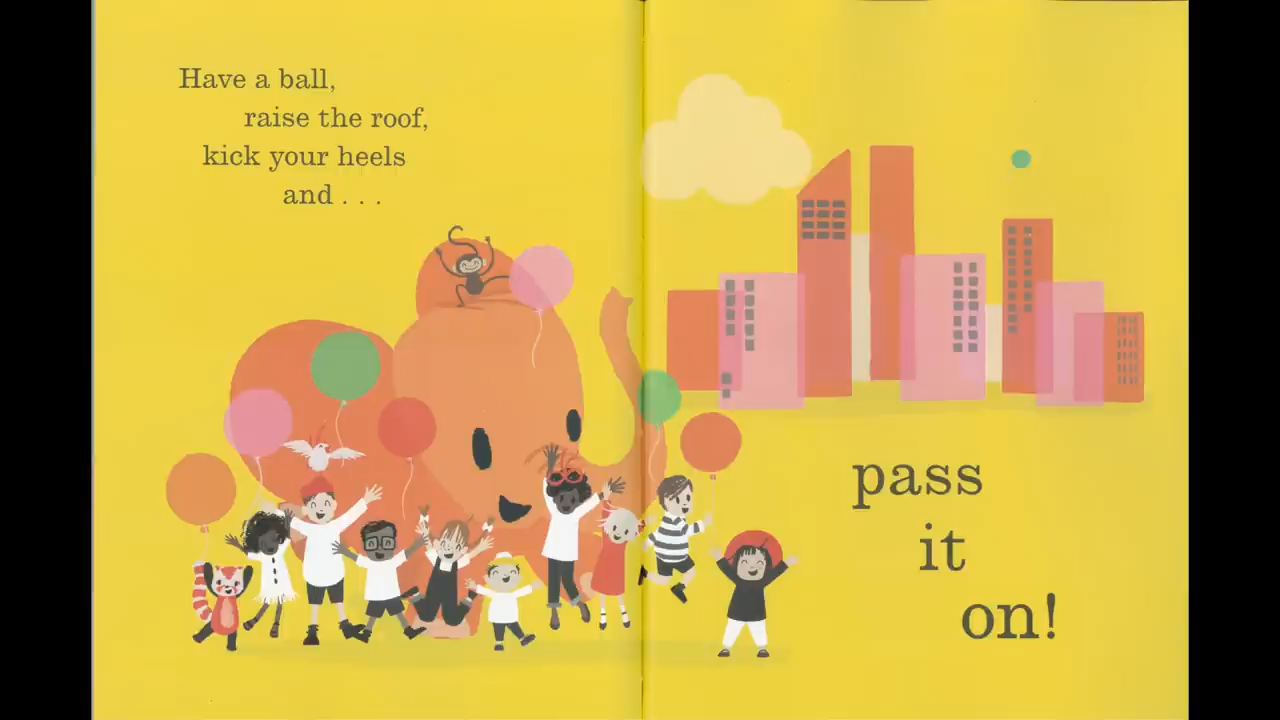 Have a ball,
raise the roof,
kick your heels
and . . .
pass
it
on!